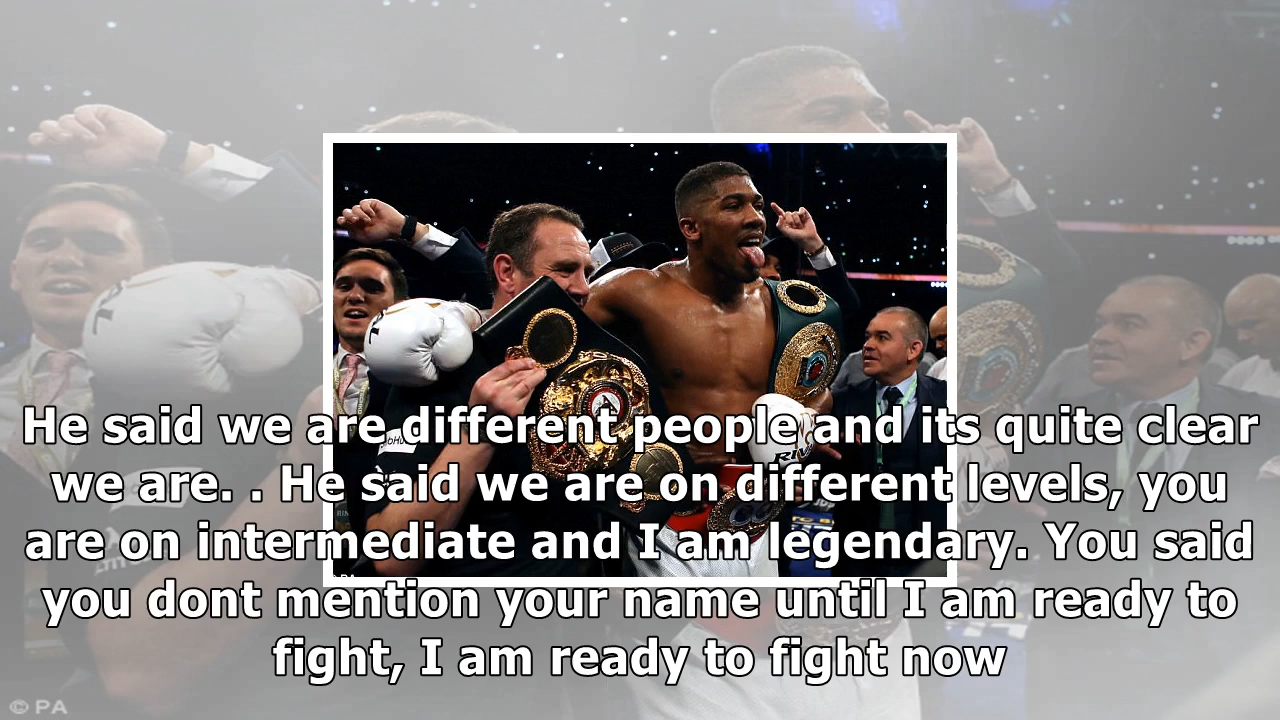 He said we are different people and its quite clear
we are. . He said we are on different levels, you
are on intermediate and I am legendary. You said
you dont mention your name until I am ready to
fight, I am ready to fight now
© PA